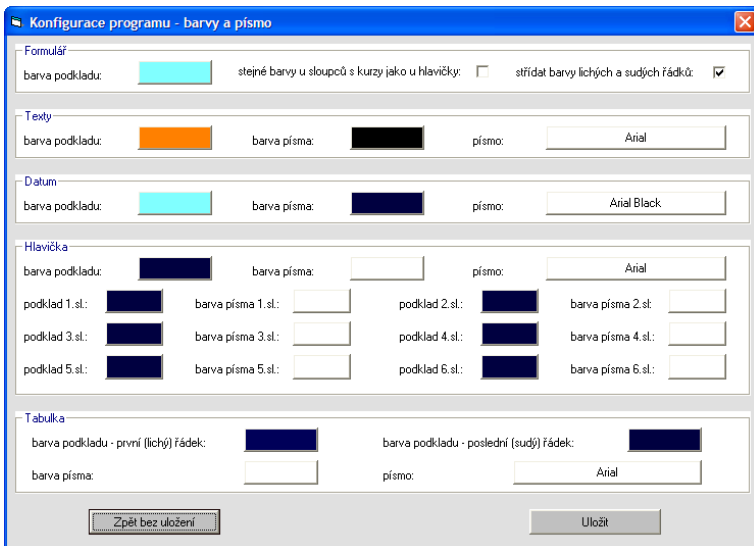 Konfigurace programu - barvy a písmo
Formulář
barva podkladu: stejné barvy u sloupců s kurzy jako u hlavičky: střídat barvy lichých a sudých řádků:
Texty
barva podkladu: barva písma: písmo: Arial
Datum
barva podkladu: barva písma: písmo: Arial Black
Hlavička
barva podkladu: barva písma: písmo: Arial
podklad 1.sl.: barva písma 1.sl.: podklad 2.sl.: barva písma 2.sl:
podklad 3.sl.: barva písma 3.sl.: podklad 4.sl.: barva písma 4.sl.:
podklad 5.sl.: barva písma 5.sl.: podklad 6.sl.: barva písma 6.sl.:
Tabulka
barva podkladu - první (lichý) řádek: barva podkladu - poslední (sudý) řádek:
barva písma: písmo: Arial
Zpět bez uložení Uložit